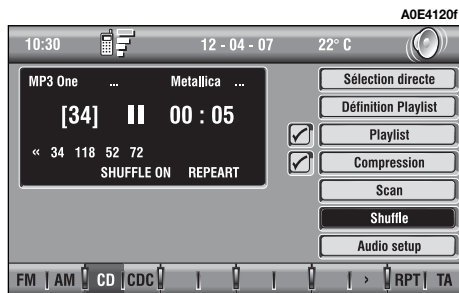 A0E4120f
10:30 12 - 04 - 07 22° C
MP3 One ... Metallica ...
[34] 00 : 05
« 34 118 52 72
SHUFFLE ON REPEART
Sélection directe
Définition Playlist
Playlist
Compression
Scan
Shuffle
Audio setup
FM AM CD CDC › RPT TA